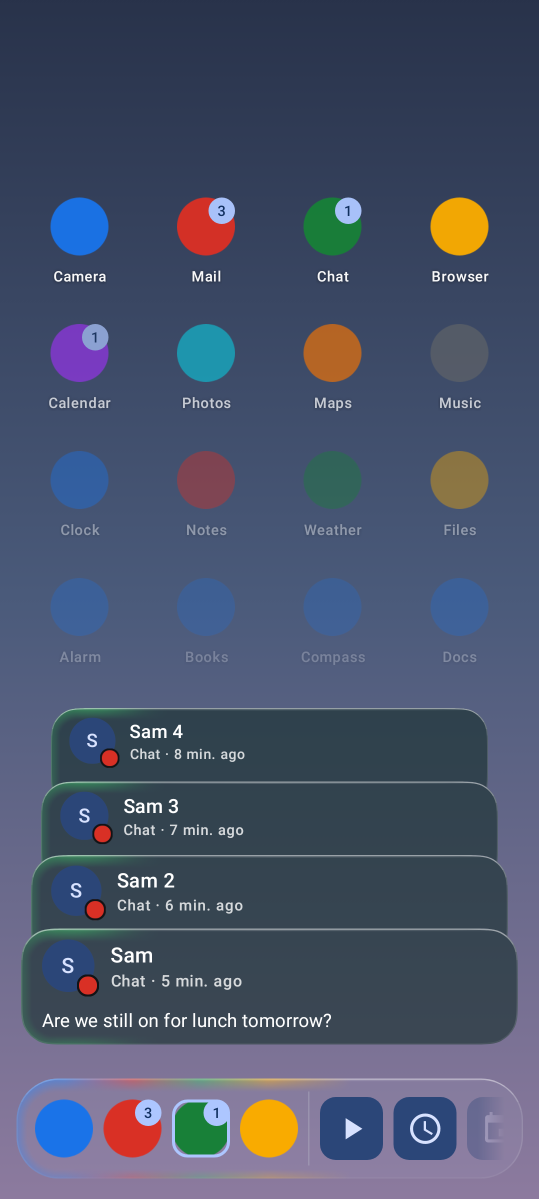 3
1
Camera
Mail
Chat
Browser
1
Calendar
Photos
Maps
Music
Clock
Notes
Weather
Files
Alarm
Books
Compass
Docs
S
Sam 4
Chat · 8 min. ago
S
Sam 3
Chat · 7 min. ago
S
Sam 2
Chat · 6 min. ago
S
Sam
Chat · 5 min. ago
Are we still on for lunch tomorrow?
3
1